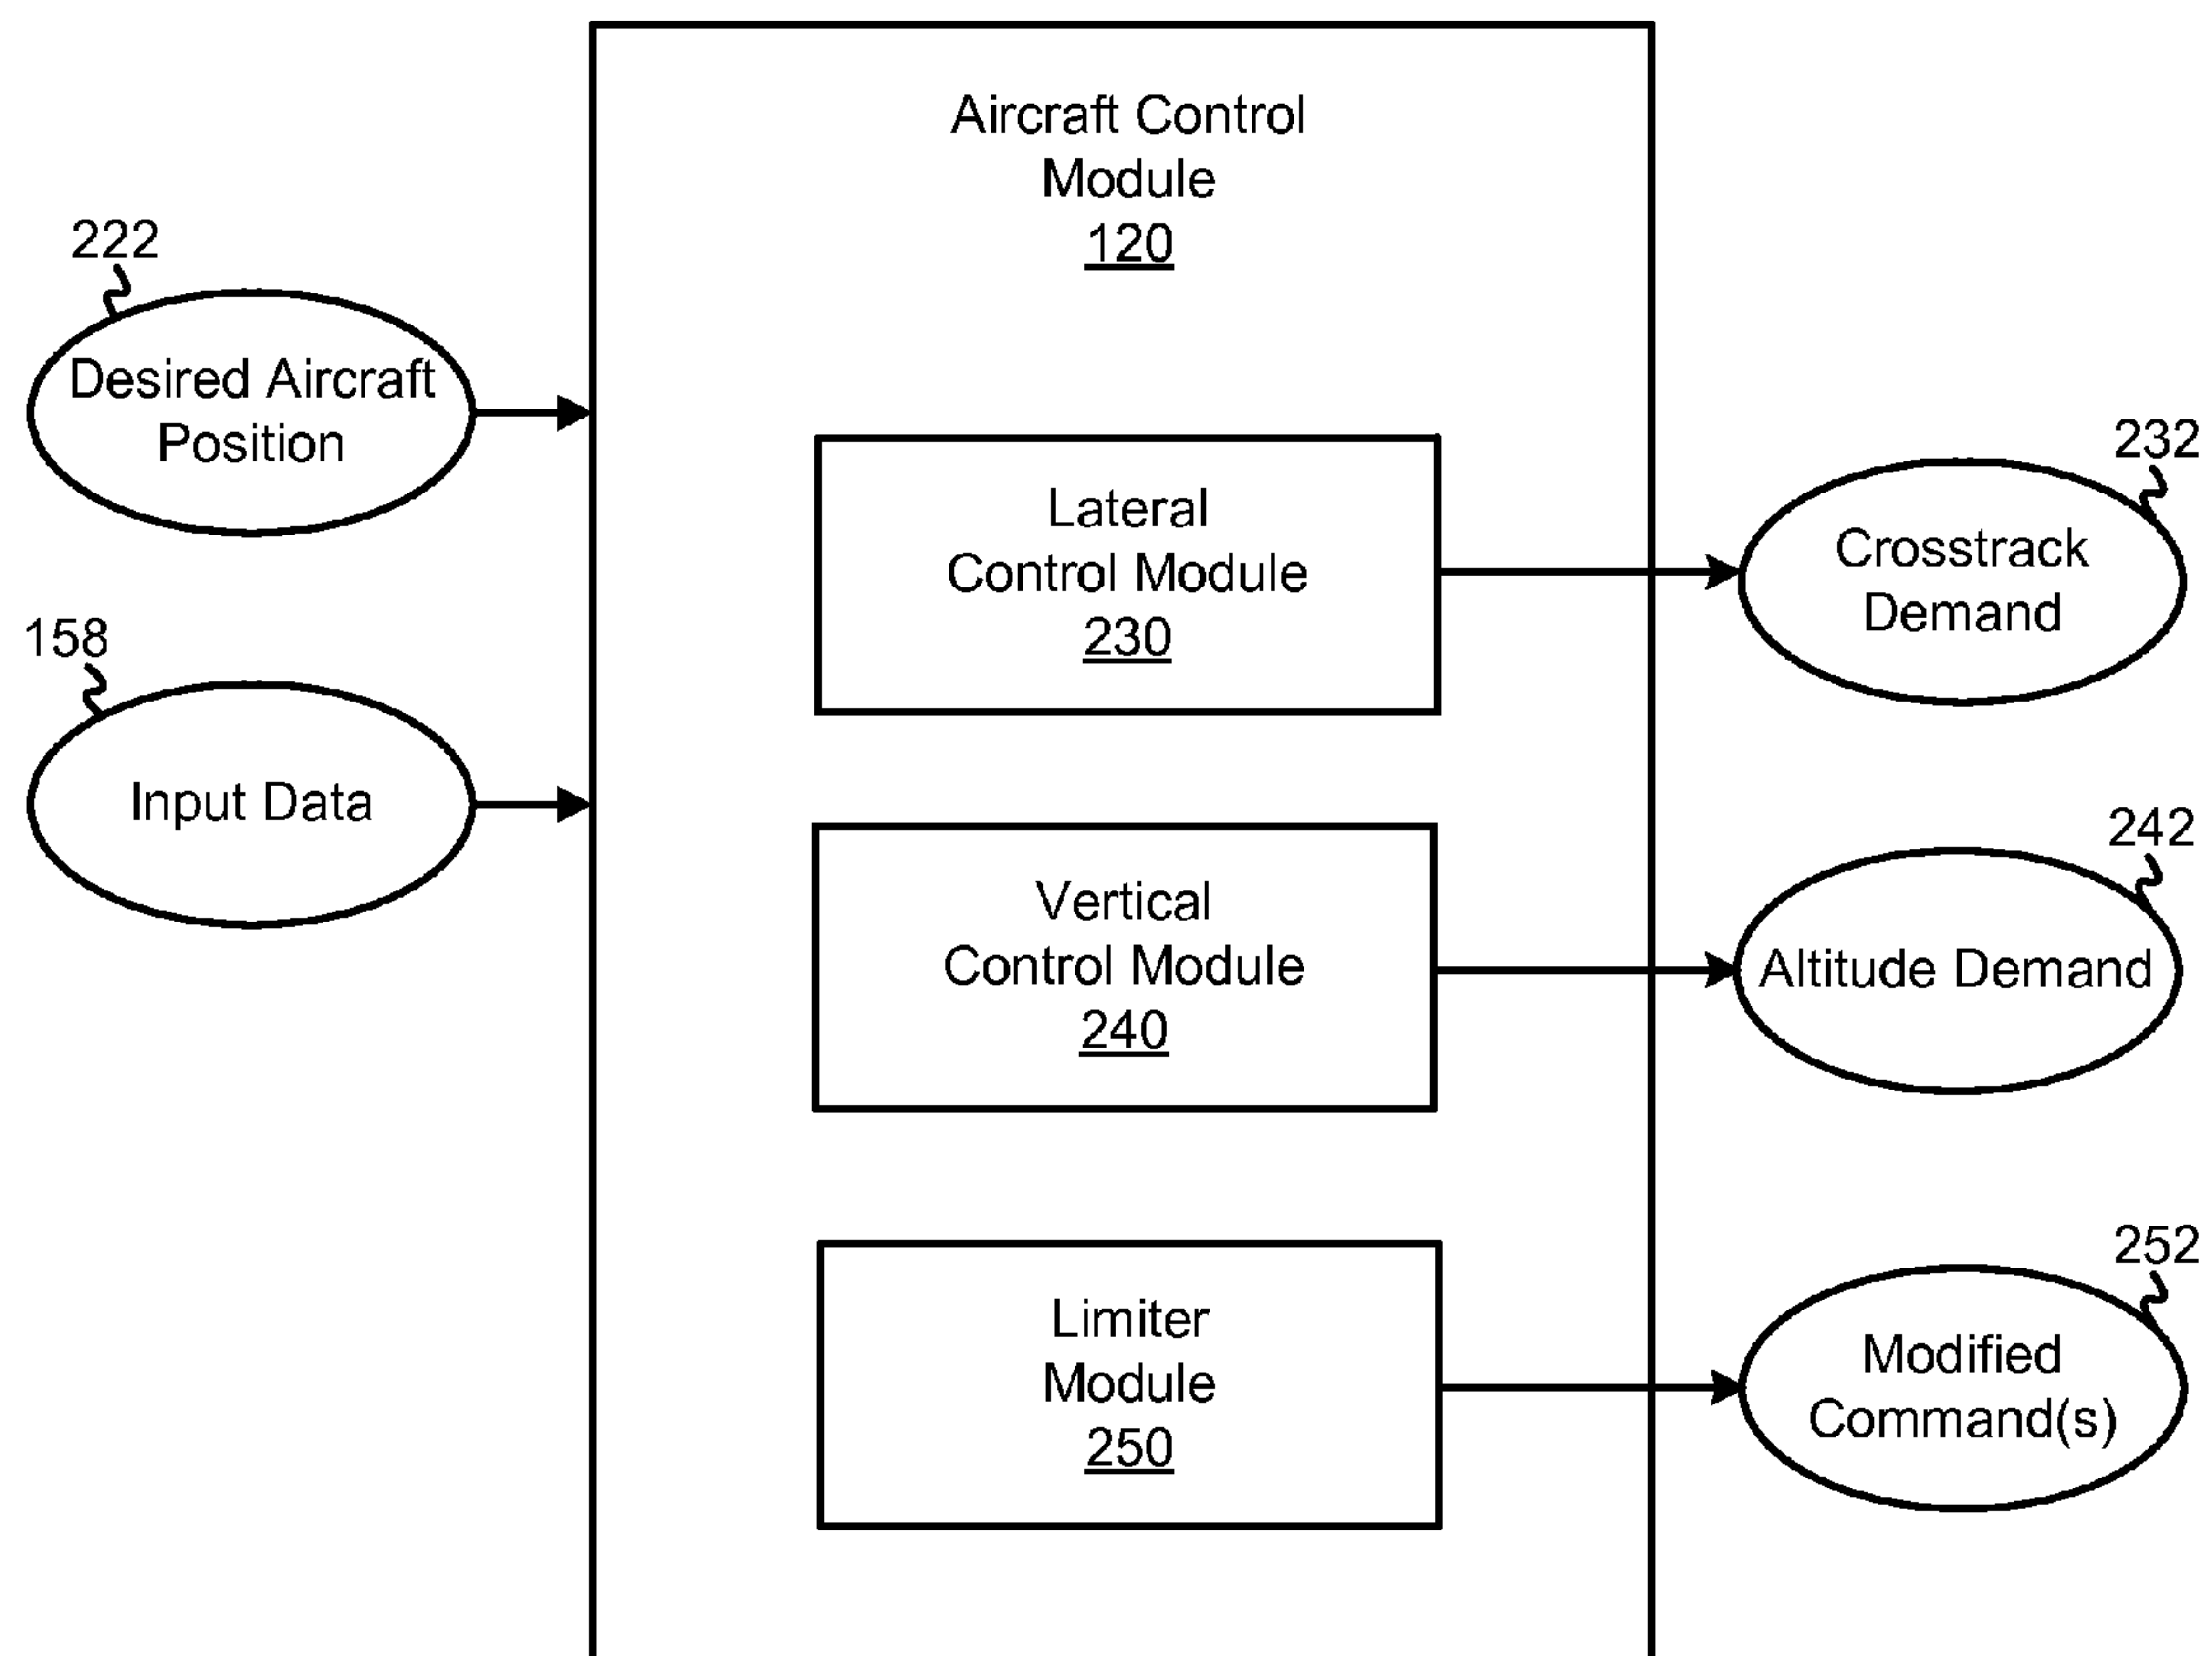 Aircraft Control
Module
120
222
Desired Aircraft
Position
158
Input Data
Lateral
Control Module
230
232
Crosstrack
Demand
Vertical
Control Module
240
242
Altitude Demand
Limiter
Module
250
252
Modified
Command(s)